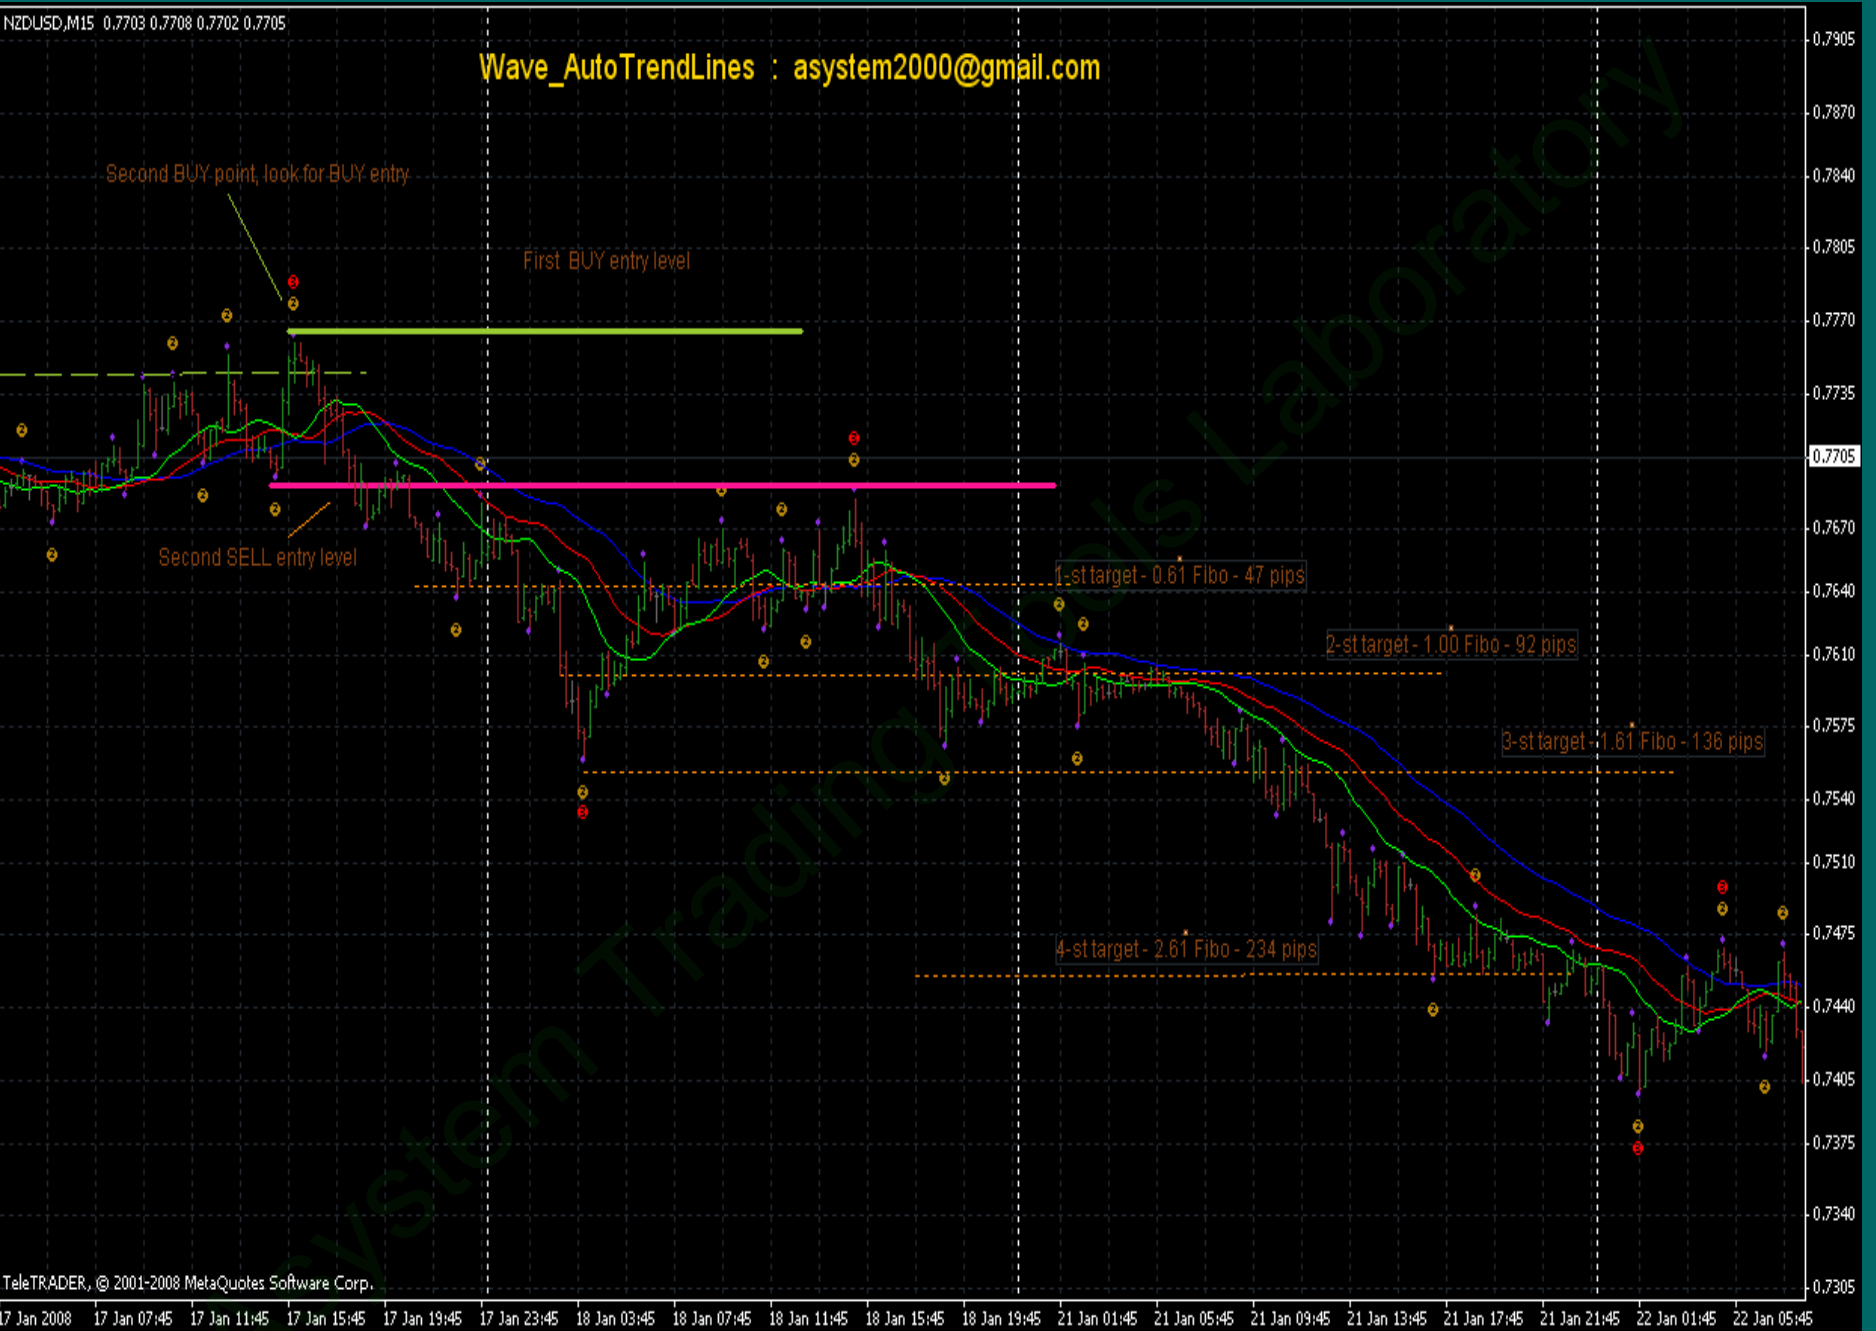 NZDUSD,M15 0.7703 0.7708 0.7702 0.7705
Wave_AutoTrendLines : asystem2000@gmail.com
Second BUY point, look for BUY entry
First BUY entry level
Second SELL entry level
1-st target - 0.61 Fibo - 47 pips
2-st target - 1.00 Fibo - 92 pips
3-st target - 1.61 Fibo - 136 pips
4-st target - 2.61 Fibo - 234 pips
Asystem Trading Tools Laboratory
0.7905
0.7870
0.7840
0.7805
0.7770
0.7735
0.7705
0.7670
0.7640
0.7610
0.7575
0.7540
0.7510
0.7475
0.7440
0.7405
0.7375
0.7340
0.7305
TeleTRADER, © 2001-2008 MetaQuotes Software Corp.
17 Jan 2008 17 Jan 07:45 17 Jan 11:45 17 Jan 15:45 17 Jan 19:45 17 Jan 23:45 18 Jan 03:45 18 Jan 07:45 18 Jan 11:45 18 Jan 15:45 18 Jan 19:45 21 Jan 01:45 21 Jan 05:45 21 Jan 09:45 21 Jan 13:45 21 Jan 17:45 21 Jan 21:45 22 Jan 01:45 22 Jan 05:45